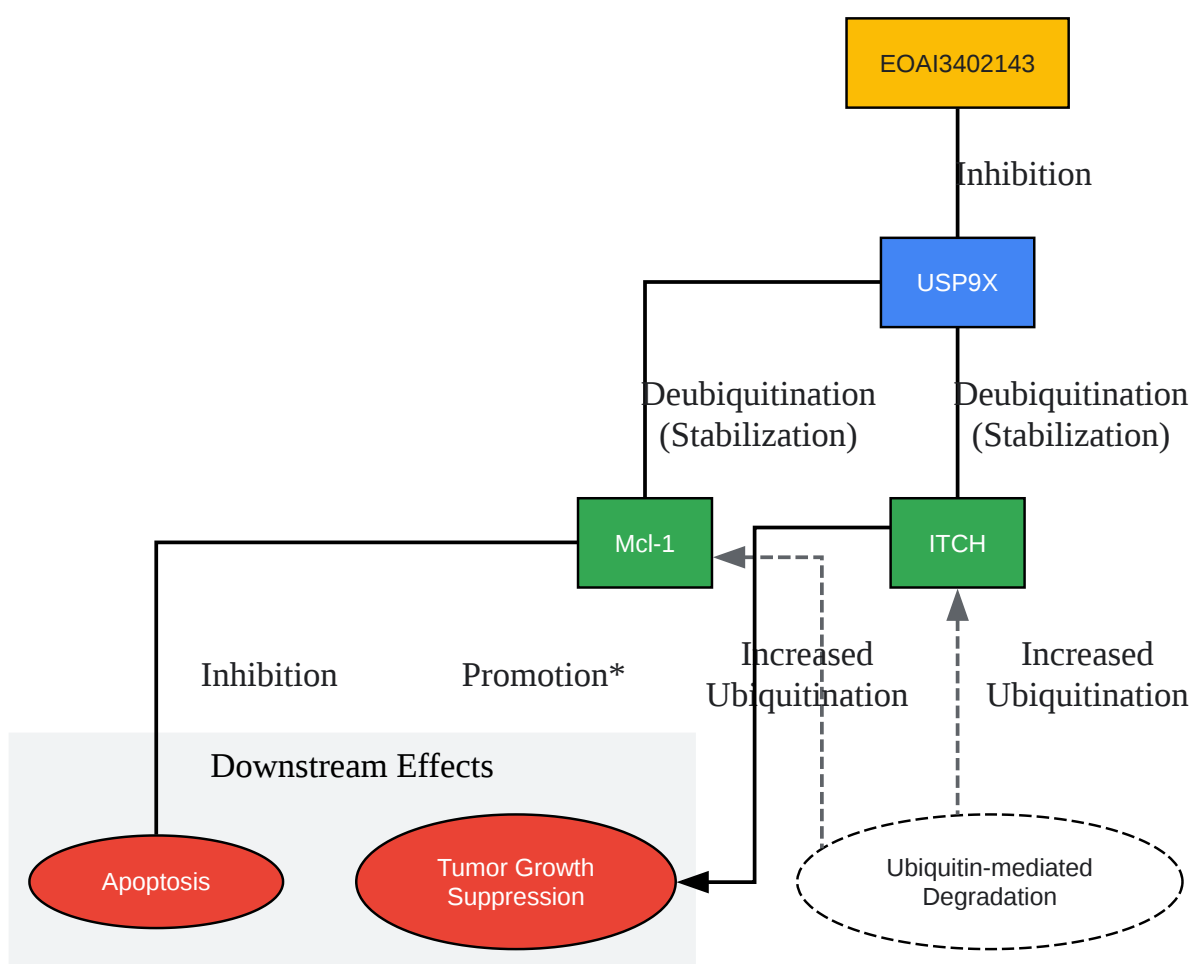 EOAI3402143
Inhibition
USP9X
Deubiquitination
(Stabilization)
Deubiquitination
(Stabilization)
Mcl-1
ITCH
Inhibition
Promotion*
Increased
Ubiquitination
Increased
Ubiquitination
Downstream Effects
Apoptosis
Tumor Growth
Suppression
Ubiquitin-mediated
Degradation